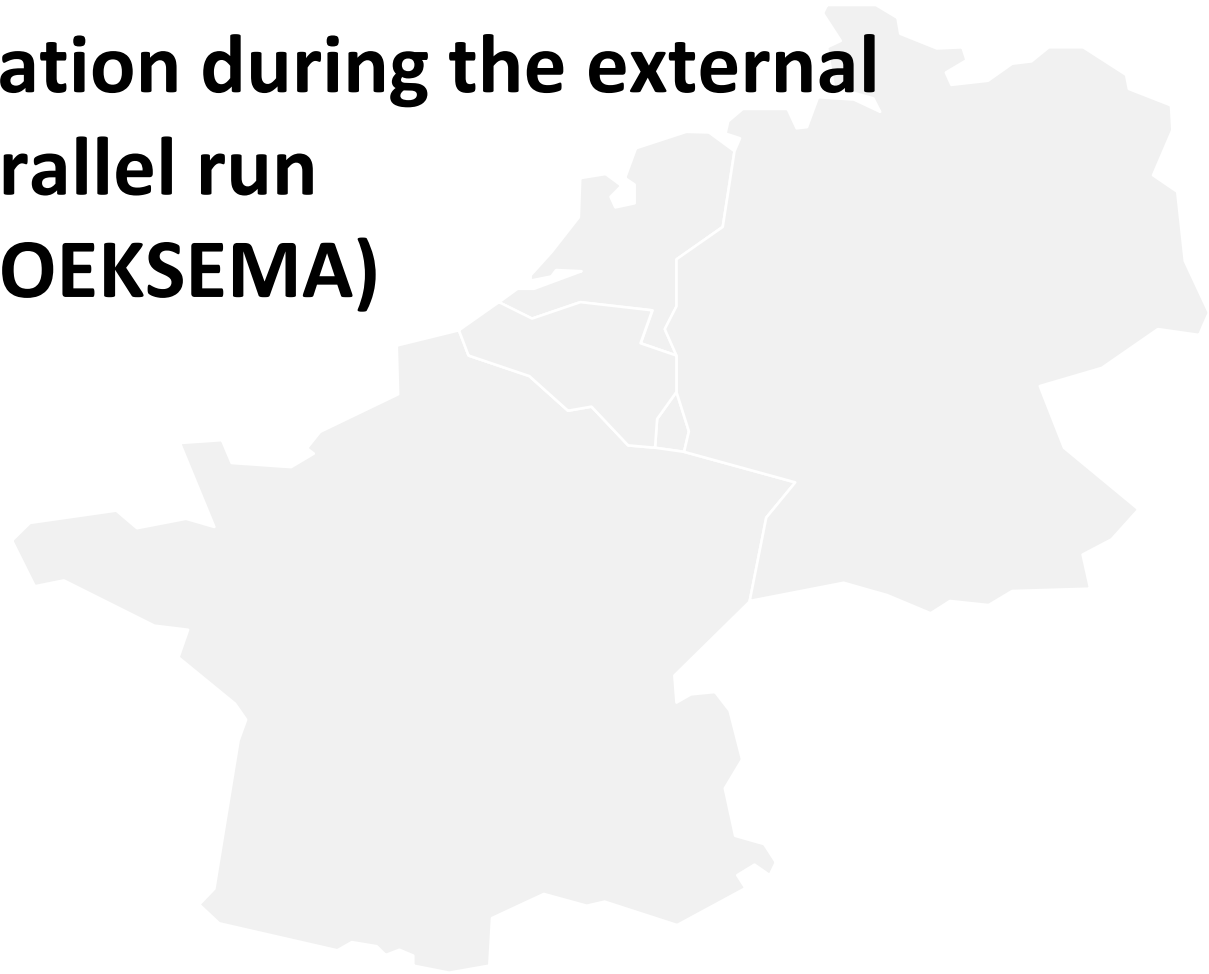 ation during the external
rallel run
OEKSEMA)